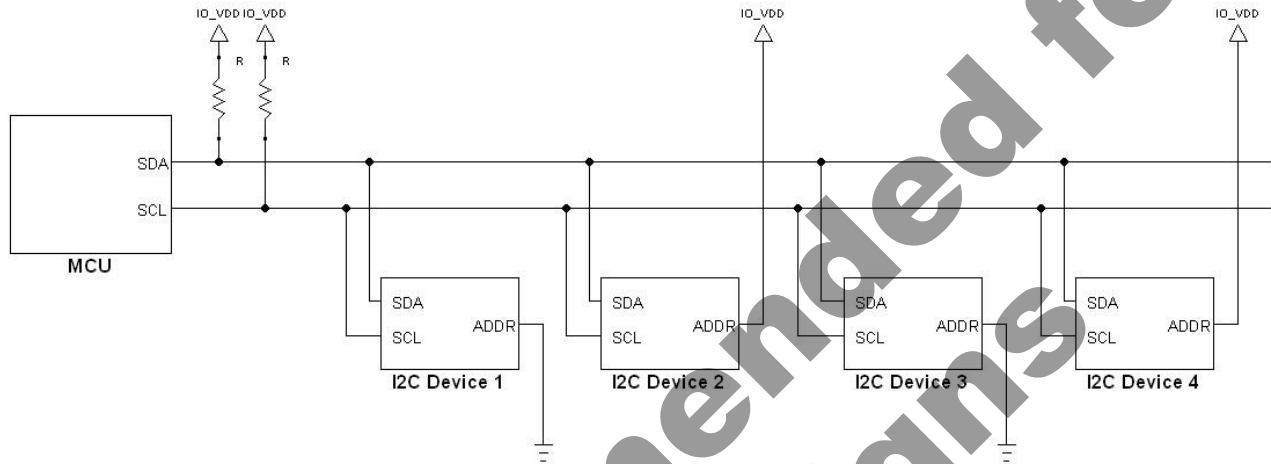 IO_VDD IO_VDD IO_VDD IO_VDD
R R
SDA
SCL
MCU
SDA
SCL
ADDR
I2C Device 1
SDA
SCL
ADDR
I2C Device 2
SDA
SCL
ADDR
I2C Device 3
SDA
SCL
ADDR
I2C Device 4